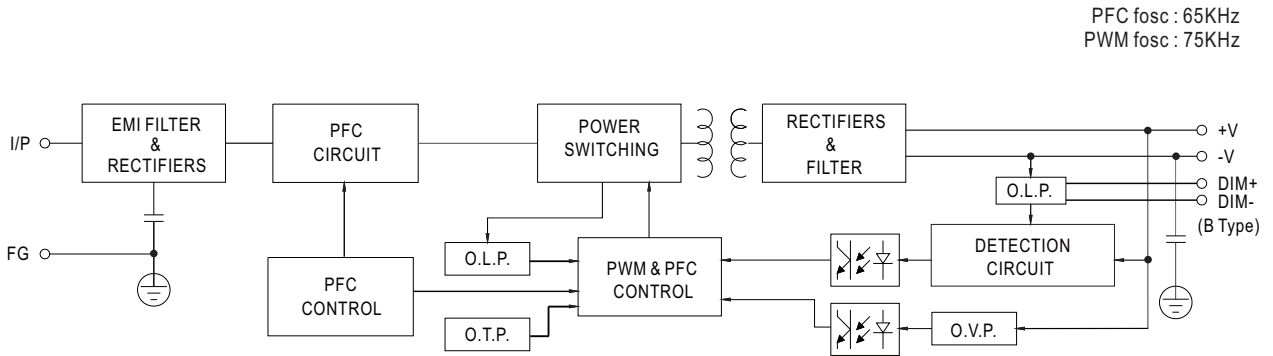 PFC fosc : 65KHz
PWM fosc : 75KHz
I/P
EMI FILTER
&
RECTIFIERS
PFC
CIRCUIT
POWER
SWITCHING
RECTIFIERS
&
FILTER
+V
-V
O.L.P.
DIM+
DIM-
(B Type)
FG
PFC
CONTROL
O.L.P.
O.T.P.
PWM & PFC
CONTROL
DETECTION
CIRCUIT
O.V.P.